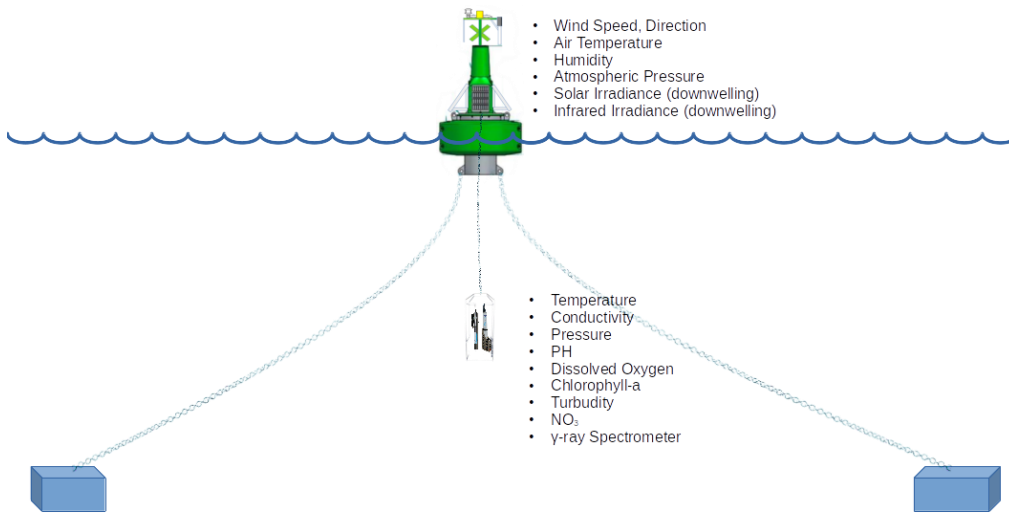 • Wind Speed, Direction
• Air Temperature
• Humidity
• Atmospheric Pressure
• Solar Irradiance (downwelling)
• Infrared Irradiance (downwelling)
• Temperature
• Conductivity
• Pressure
• PH
• Dissolved Oxygen
• Chlorophyll-a
• Turbudity
• NO₃
• γ-ray Spectrometer